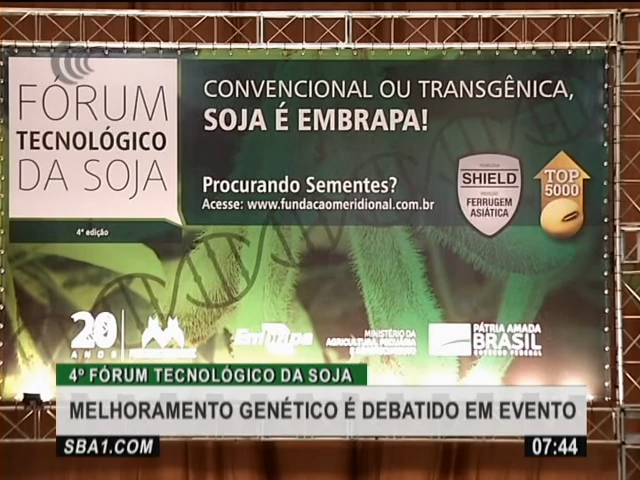 FÓRUM
TECNOLÓGICO
DA SOJA
4ª edição
CONVENCIONAL OU TRANSGÊNICA,
SOJA É EMBRAPA!
Procurando Sementes?
Acesse: www.fundacaomeridional.com.br
SHIELD
FERRUGEM
ASIÁTICA
TOP
5000
20
ANOS
Embrapa
MINISTÉRIO DA
AGRICULTURA, PECUÁRIA
PÁTRIA AMADA
BRASIL
GOVERNO FEDERAL
4º FÓRUM TECNOLÓGICO DA SOJA
MELHORAMENTO GENÉTICO É DEBATIDO EM EVENTO
SBA1.COM
07:44